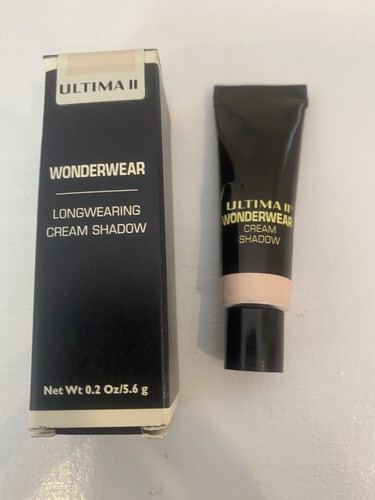 ULTIMA II
WONDERWEAR
LONGWEARING
CREAM SHADOW
Net Wt 0.2 Oz/5.6 g
ULTIMA II®
WONDERWEAR
CREAM
SHADOW